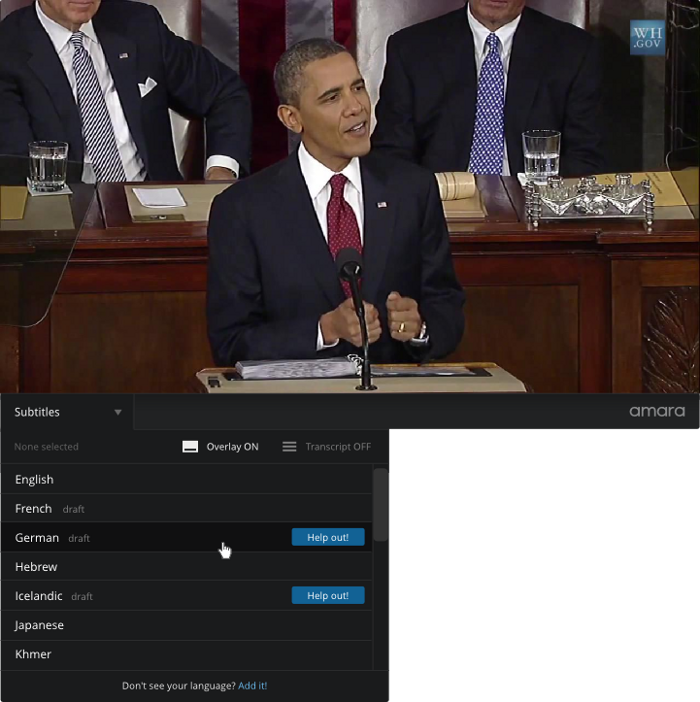 WH
.GOV
Subtitles
amara
None selected
Overlay ON
Transcript OFF
English
French draft
German draft
Help out!
Hebrew
Icelandic draft
Help out!
Japanese
Khmer
Don't see your language? Add it!